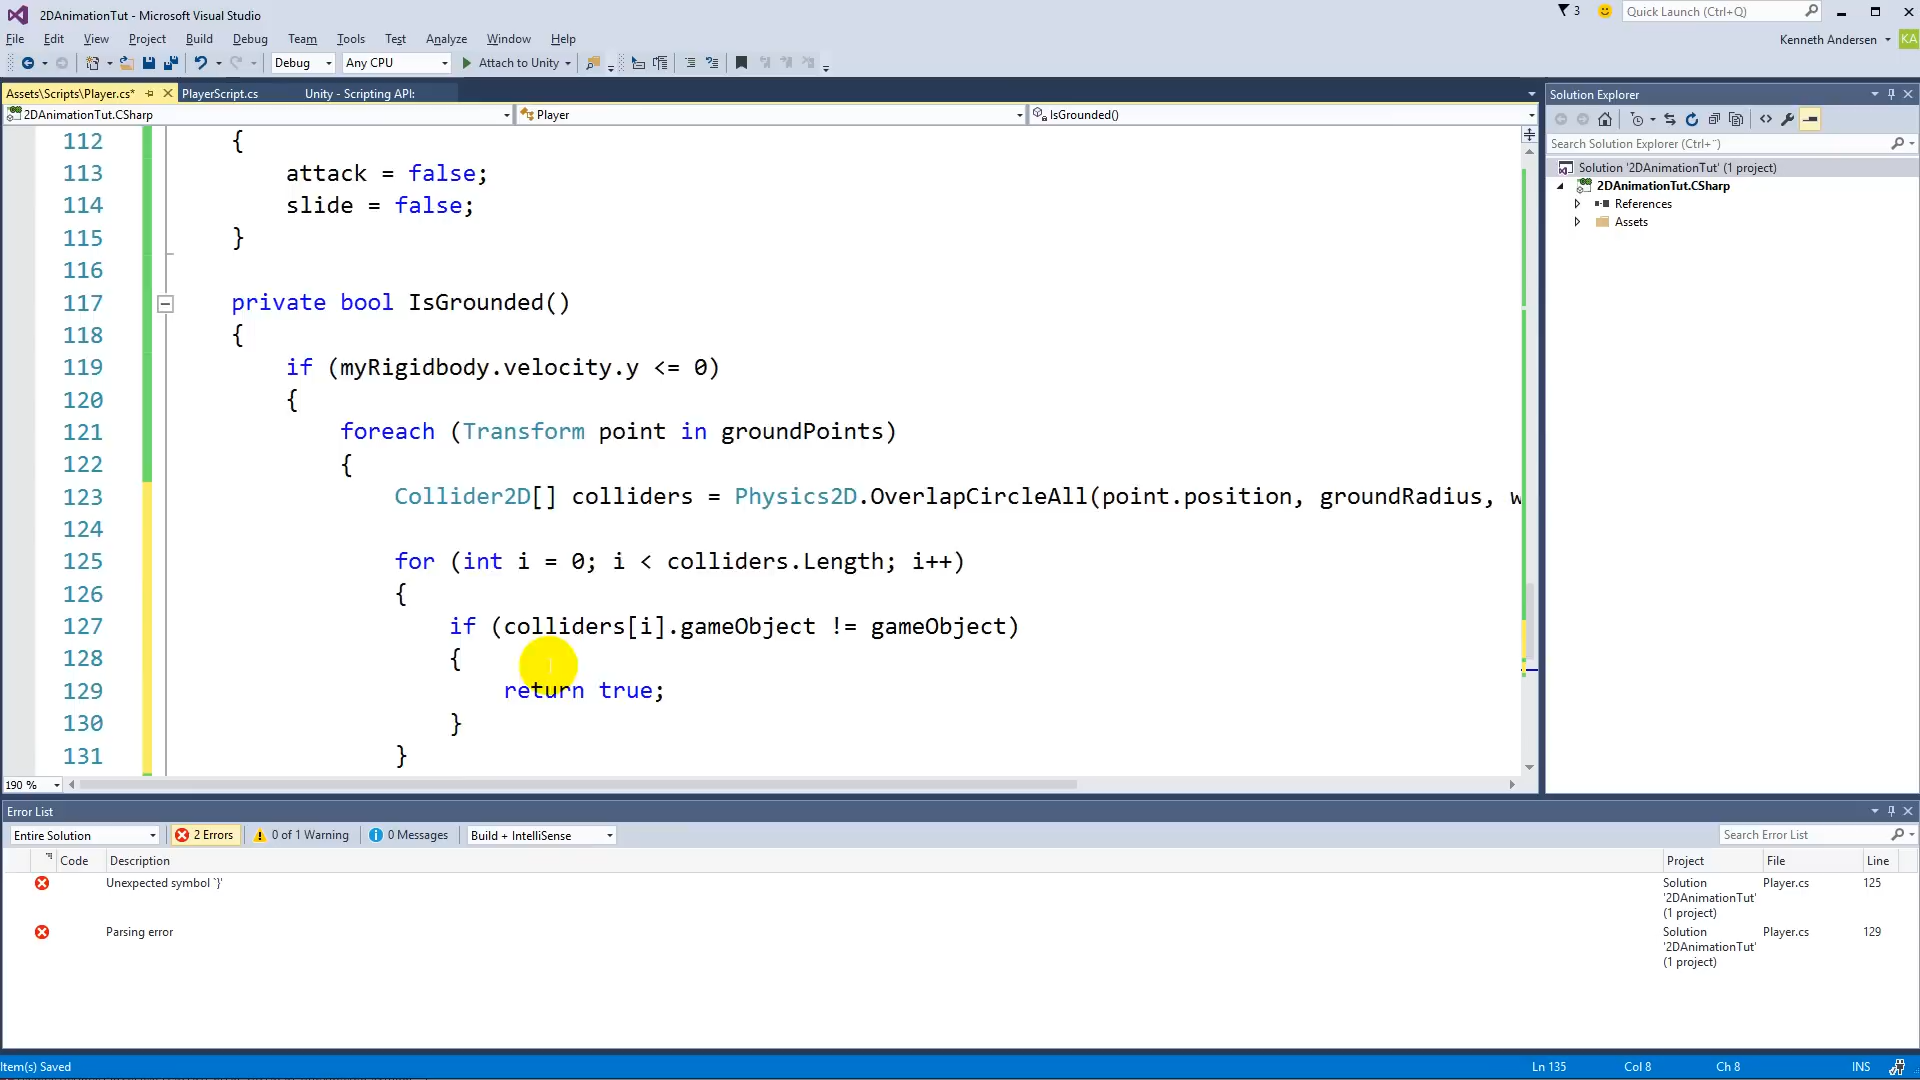 2DAnimationTut - Microsoft Visual Studio
3
Quick Launch (Ctrl+Q)
File Edit View Project Build Debug Team Tools Test Analyze Window Help
Kenneth Andersen KA
Debug Any CPU Attach to Unity
Assets\Scripts\Player.cs* PlayerScript.cs Unity - Scripting API:
2DAnimationTut.CSharp Player IsGrounded()
112 {
113 attack = false;
114 slide = false;
115 }
116
117 private bool IsGrounded()
118 {
119 if (myRigidbody.velocity.y <= 0)
120 {
121 foreach (Transform point in groundPoints)
122 {
123 Collider2D[] colliders = Physics2D.OverlapCircleAll(point.position, groundRadius, w
124
125 for (int i = 0; i < colliders.Length; i++)
126 {
127 if (colliders[i].gameObject != gameObject)
128 {
129 return true;
130 }
131 }
190 %
Solution Explorer
Search Solution Explorer (Ctrl+¨)
Solution '2DAnimationTut' (1 project)
2DAnimationTut.CSharp
References
Assets
Error List
Entire Solution 2 Errors 0 of 1 Warning 0 Messages Build + IntelliSense
Search Error List
Code Description Project File Line
Unexpected symbol `}' Solution '2DAnimationTut' (1 project) Player.cs 125
Parsing error Solution '2DAnimationTut' (1 project) Player.cs 129
Item(s) Saved Ln 135 Col 8 Ch 8 INS